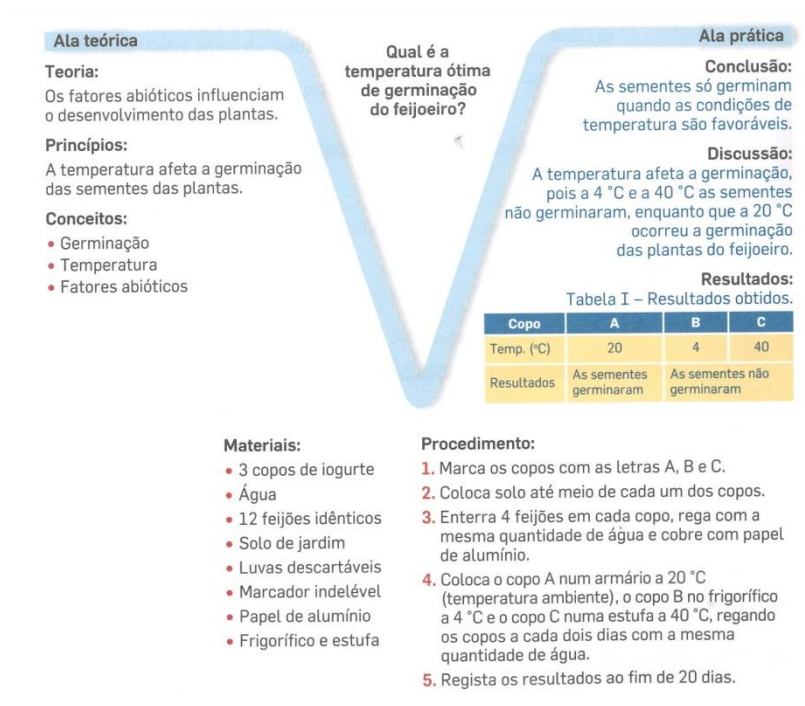 Ala teórica
Teoria:
Os fatores abióticos influenciam
o desenvolvimento das plantas.
Princípios:
A temperatura afeta a germinação
das sementes das plantas.
Conceitos:
• Germinação
• Temperatura
• Fatores abióticos
Qual é a
temperatura ótima
de germinação
do feijoeiro?
Ala prática
Conclusão:
As sementes só germinam
quando as condições de
temperatura são favoráveis.
Discussão:
A temperatura afeta a germinação,
pois a 4 °C e a 40 °C as sementes
não germinaram, enquanto que a 20 °C
ocorreu a germinação
das plantas do feijoeiro.
Resultados:
Tabela I – Resultados obtidos.
Copo A B C
Temp. (ºC) 20 4 40
Resultados As sementes germinaram As sementes não germinaram
Materiais:
• 3 copos de iogurte
• Água
• 12 feijões idênticos
• Solo de jardim
• Luvas descartáveis
• Marcador indelével
• Papel de alumínio
• Frigorífico e estufa
Procedimento:
1. Marca os copos com as letras A, B e C.
2. Coloca solo até meio de cada um dos copos.
3. Enterra 4 feijões em cada copo, rega com a
mesma quantidade de água e cobre com papel
de alumínio.
4. Coloca o copo A num armário a 20 °C
(temperatura ambiente), o copo B no frigorífico
a 4 °C e o copo C numa estufa a 40 °C, regando
os copos a cada dois dias com a mesma
quantidade de água.
5. Regista os resultados ao fim de 20 dias.